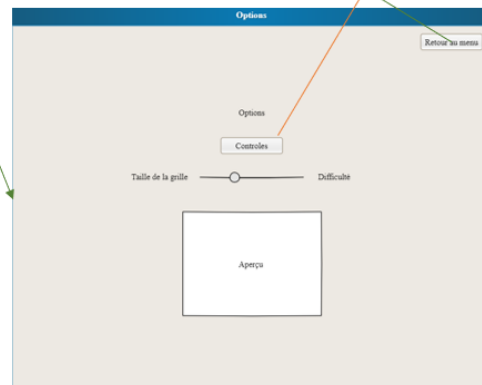 Options
Retour au menu
Options
Controles
Taille de la grille Difficulté
Aperçu